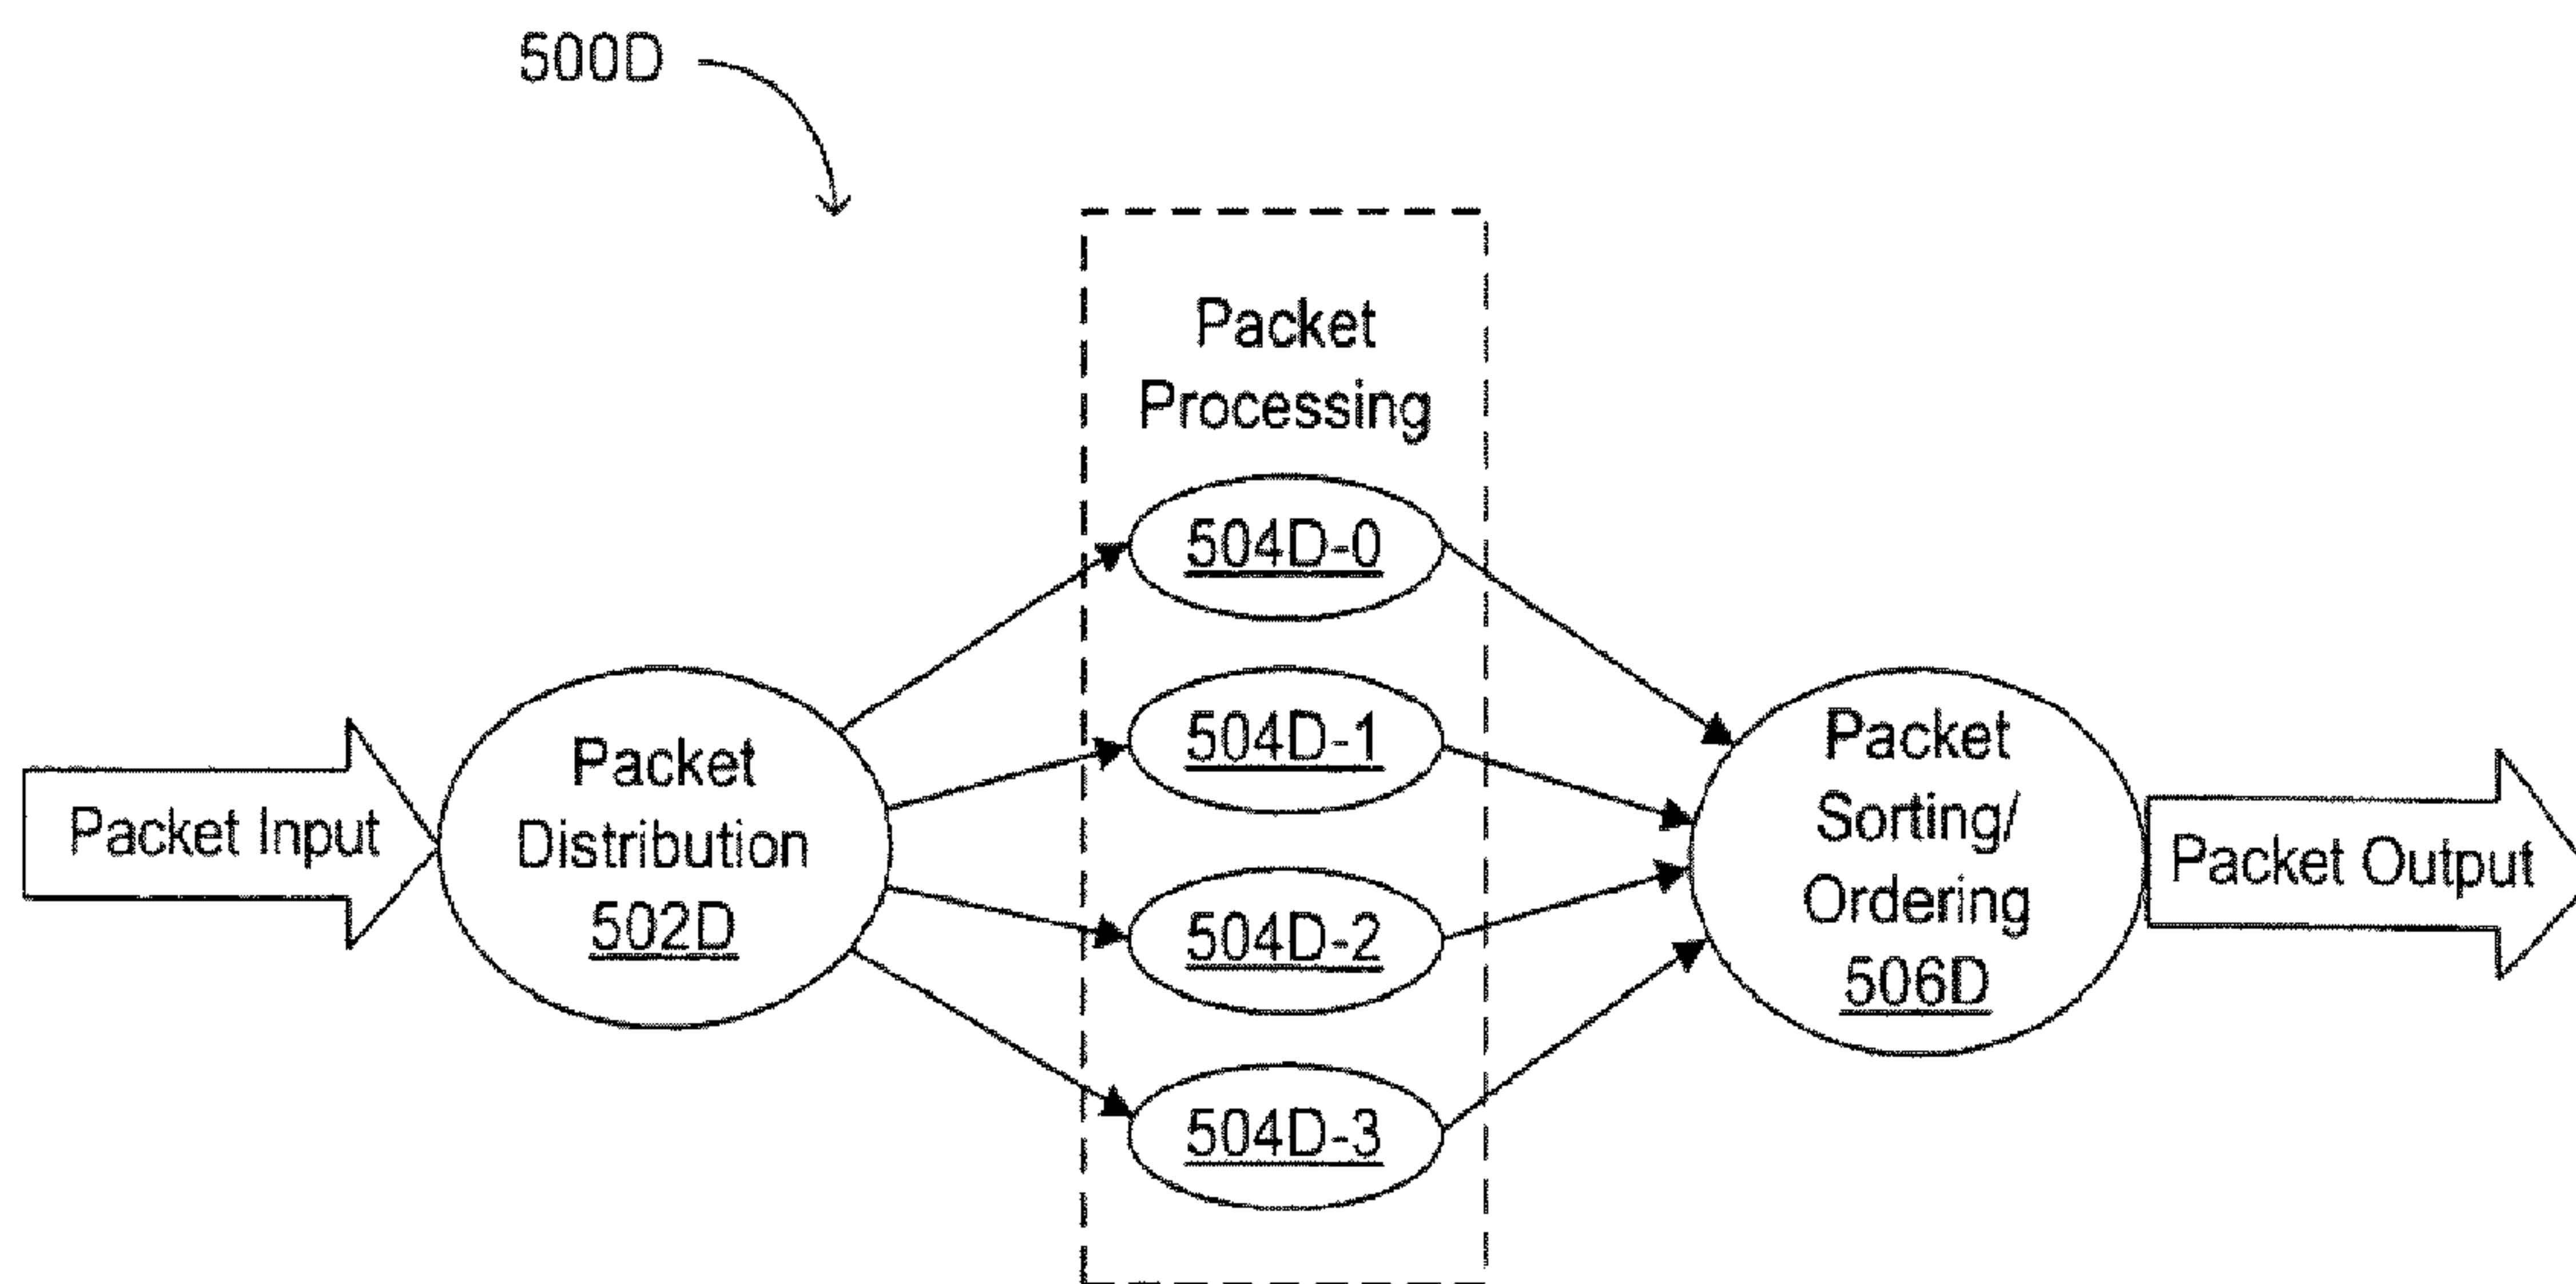 500D
Packet
Processing
504D-0
504D-1
504D-2
504D-3
Packet Input
Packet
Distribution
502D
Packet
Sorting/
Ordering
506D
Packet Output